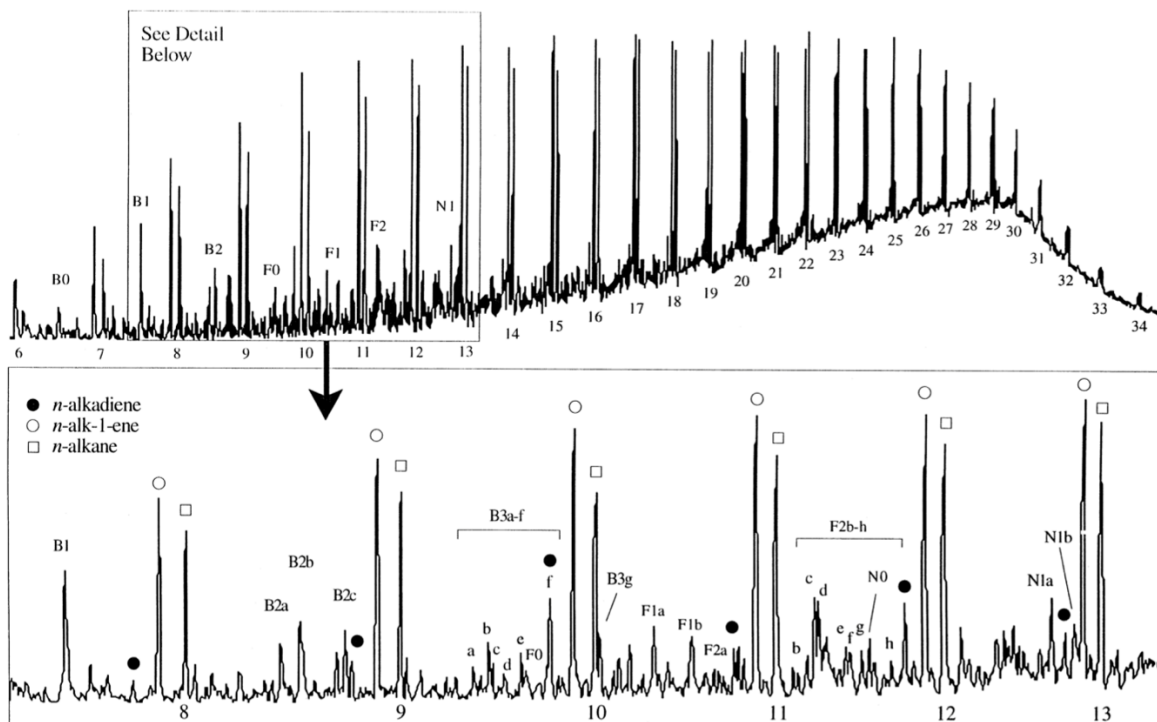 See Detail
Below
B0
B1
B2
F0
F1
F2
N1
6
7
8
9
10
11
12
13
14
15
16
17
18
19
20
21
22
23
24
25
26
27
28
29
30
31
32
33
34
n-alkadiene
n-alk-1-ene
n-alkane
B1
B2a
B2b
B2c
B3a-f
a
b
c
d
e
F0
f
B3g
F1a
F1b
F2a
F2b-h
b
c
d
e
f
g
N0
h
N1a
N1b
8
9
10
11
12
13